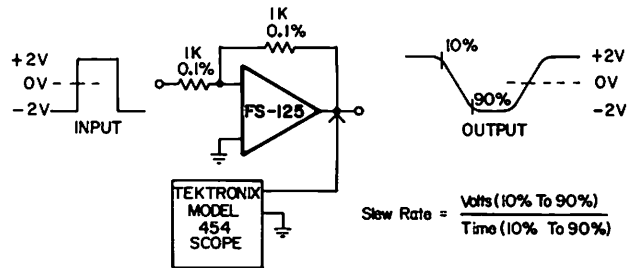 +2V
0V
−2V
INPUT
1K
0.1%
1K
0.1%
FS-125
TEKTRONIX
MODEL
454
SCOPE
10%
90%
+2V
0V
−2V
OUTPUT
Slew Rate = Volts (10% To 90%)
Time (10% To 90%)